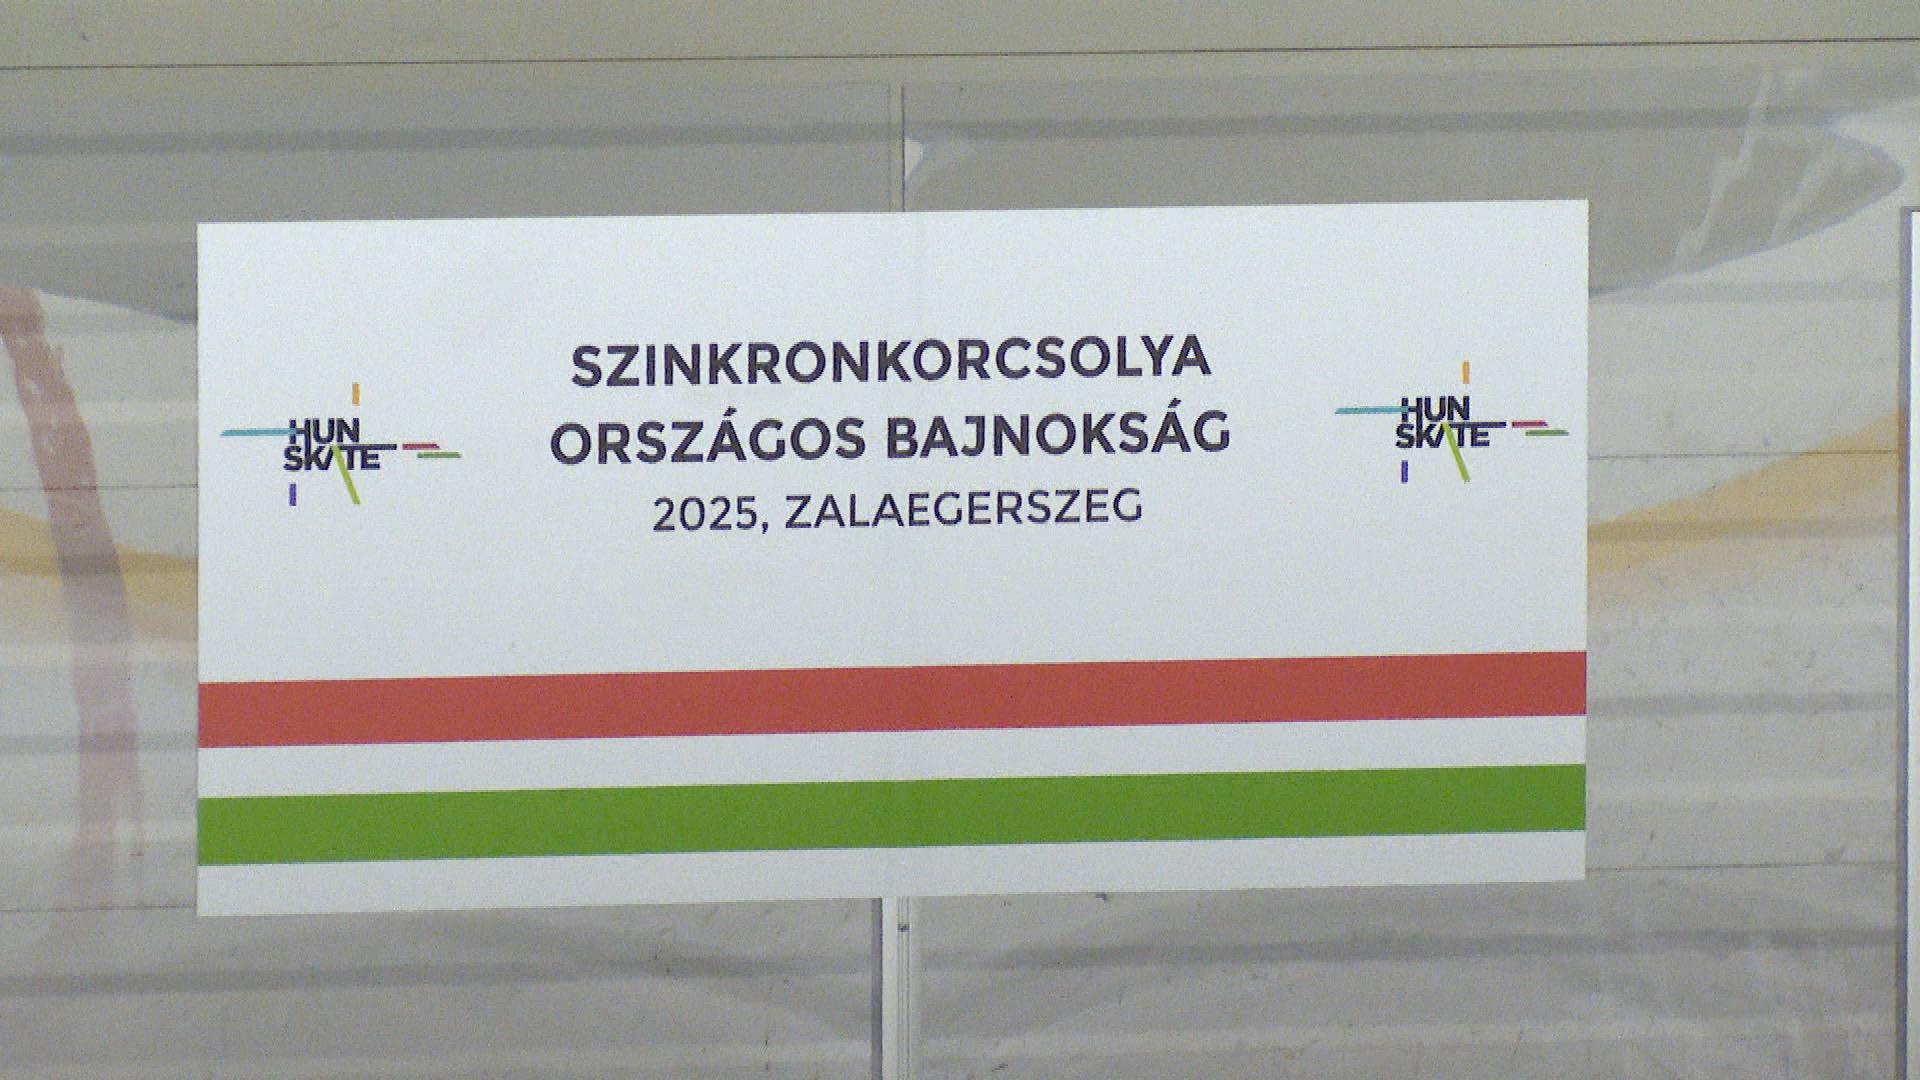 SZINKRONKORCSOLYA
ORSZÁGOS BAJNOKSÁG
2025, ZALAEGERSZEG
HUN
SKATE
HUN
SKATE